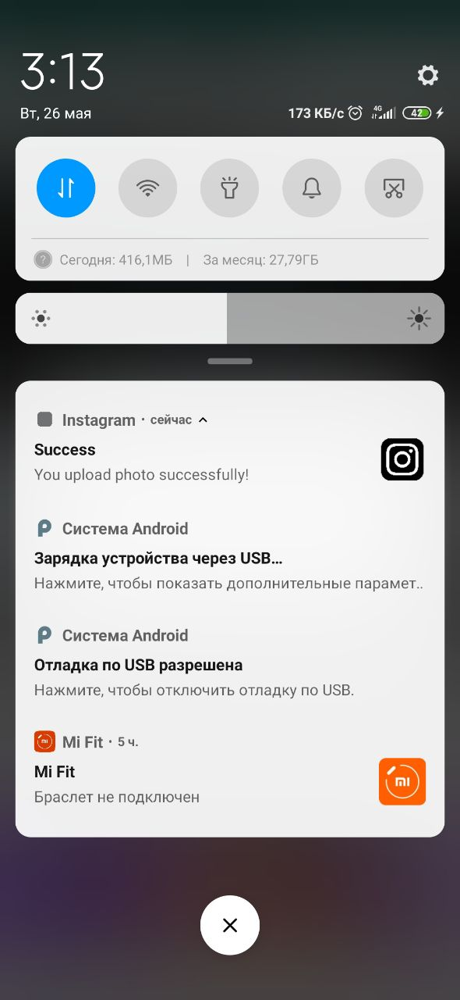 3:13
Вт, 26 мая
173 КБ/с 4G 42
? Сегодня: 416,1МБ | За месяц: 27,79ГБ
Instagram · сейчас
Success
You upload photo successfully!
Система Android
Зарядка устройства через USB...
Нажмите, чтобы показать дополнительные парамет..
Система Android
Отладка по USB разрешена
Нажмите, чтобы отключить отладку по USB.
Mi Fit · 5 ч.
Mi Fit
Браслет не подключен